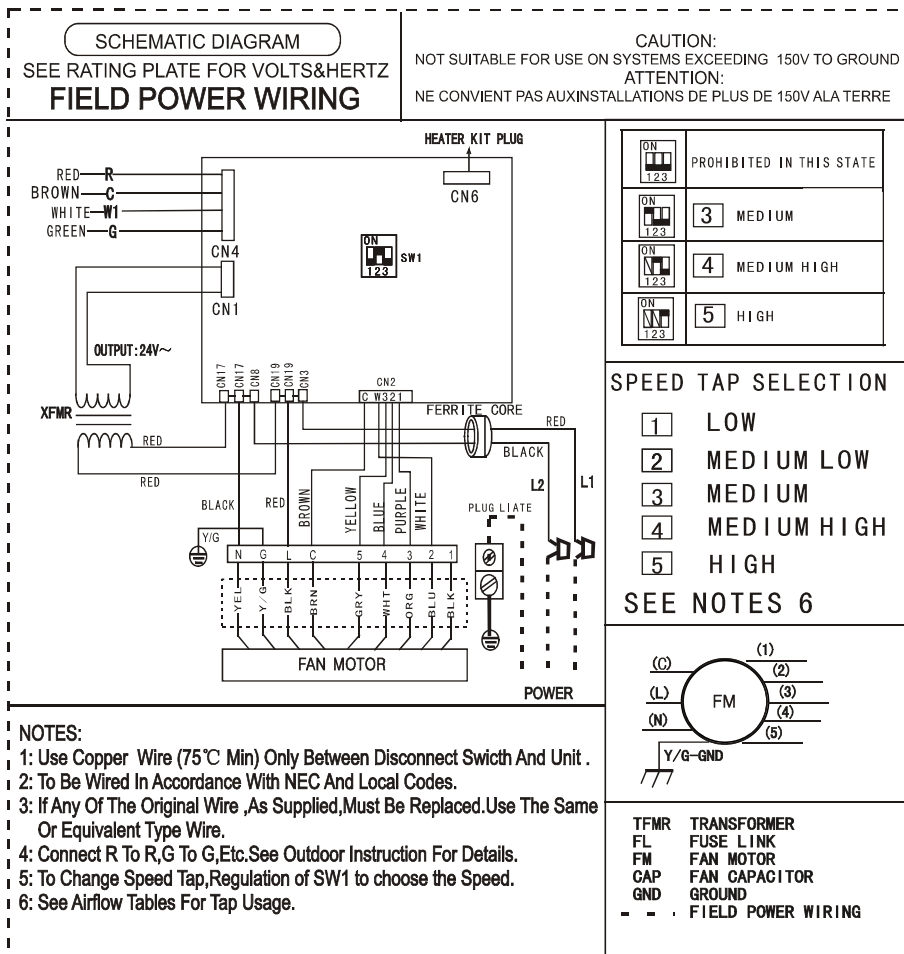 SCHEMATIC DIAGRAM
SEE RATING PLATE FOR VOLTS&HERTZ
FIELD POWER WIRING
CAUTION:
NOT SUITABLE FOR USE ON SYSTEMS EXCEEDING 150V TO GROUND
ATTENTION:
NE CONVIENT PAS AUXINSTALLATIONS DE PLUS DE 150V ALA TERRE
HEATER KIT PLUG
CN6
RED R
BROWN C
WHITE W1
GREEN G
CN4
CN1
ON
123
SW1
OUTPUT:24V～
XFMR
CN17 CN17 CN8 CN19 CN19 CN3
CN2
C W321
FERRITE CORE
RED
BLACK
RED
RED
L2 L1
BLACK RED BROWN YELLOW BLUE PURPLE WHITE
PLUG LIATE
Y/G
N G L C 5 4 3 2 1
YEL Y/G BLK BRN GRY WHT ORG BLU BLK
FAN MOTOR
POWER
ON
123
PROHIBITED IN THIS STATE
ON
123
3 MEDIUM
ON
123
4 MEDIUM HIGH
ON
123
5 HIGH
SPEED TAP SELECTION
1 LOW
2 MEDIUM LOW
3 MEDIUM
4 MEDIUM HIGH
5 HIGH
SEE NOTES 6
(C) (1)
(2)
(L) FM (3)
(N) (4)
(5)
Y/G-GND
NOTES:
1: Use Copper Wire (75℃ Min) Only Between Disconnect Swicth And Unit .
2: To Be Wired In Accordance With NEC And Local Codes.
3: If Any Of The Original Wire ,As Supplied,Must Be Replaced.Use The Same
Or Equivalent Type Wire.
4: Connect R To R,G To G,Etc.See Outdoor Instruction For Details.
5: To Change Speed Tap,Regulation of SW1 to choose the Speed.
6: See Airflow Tables For Tap Usage.
TFMR TRANSFORMER
FL FUSE LINK
FM FAN MOTOR
CAP FAN CAPACITOR
GND GROUND
FIELD POWER WIRING